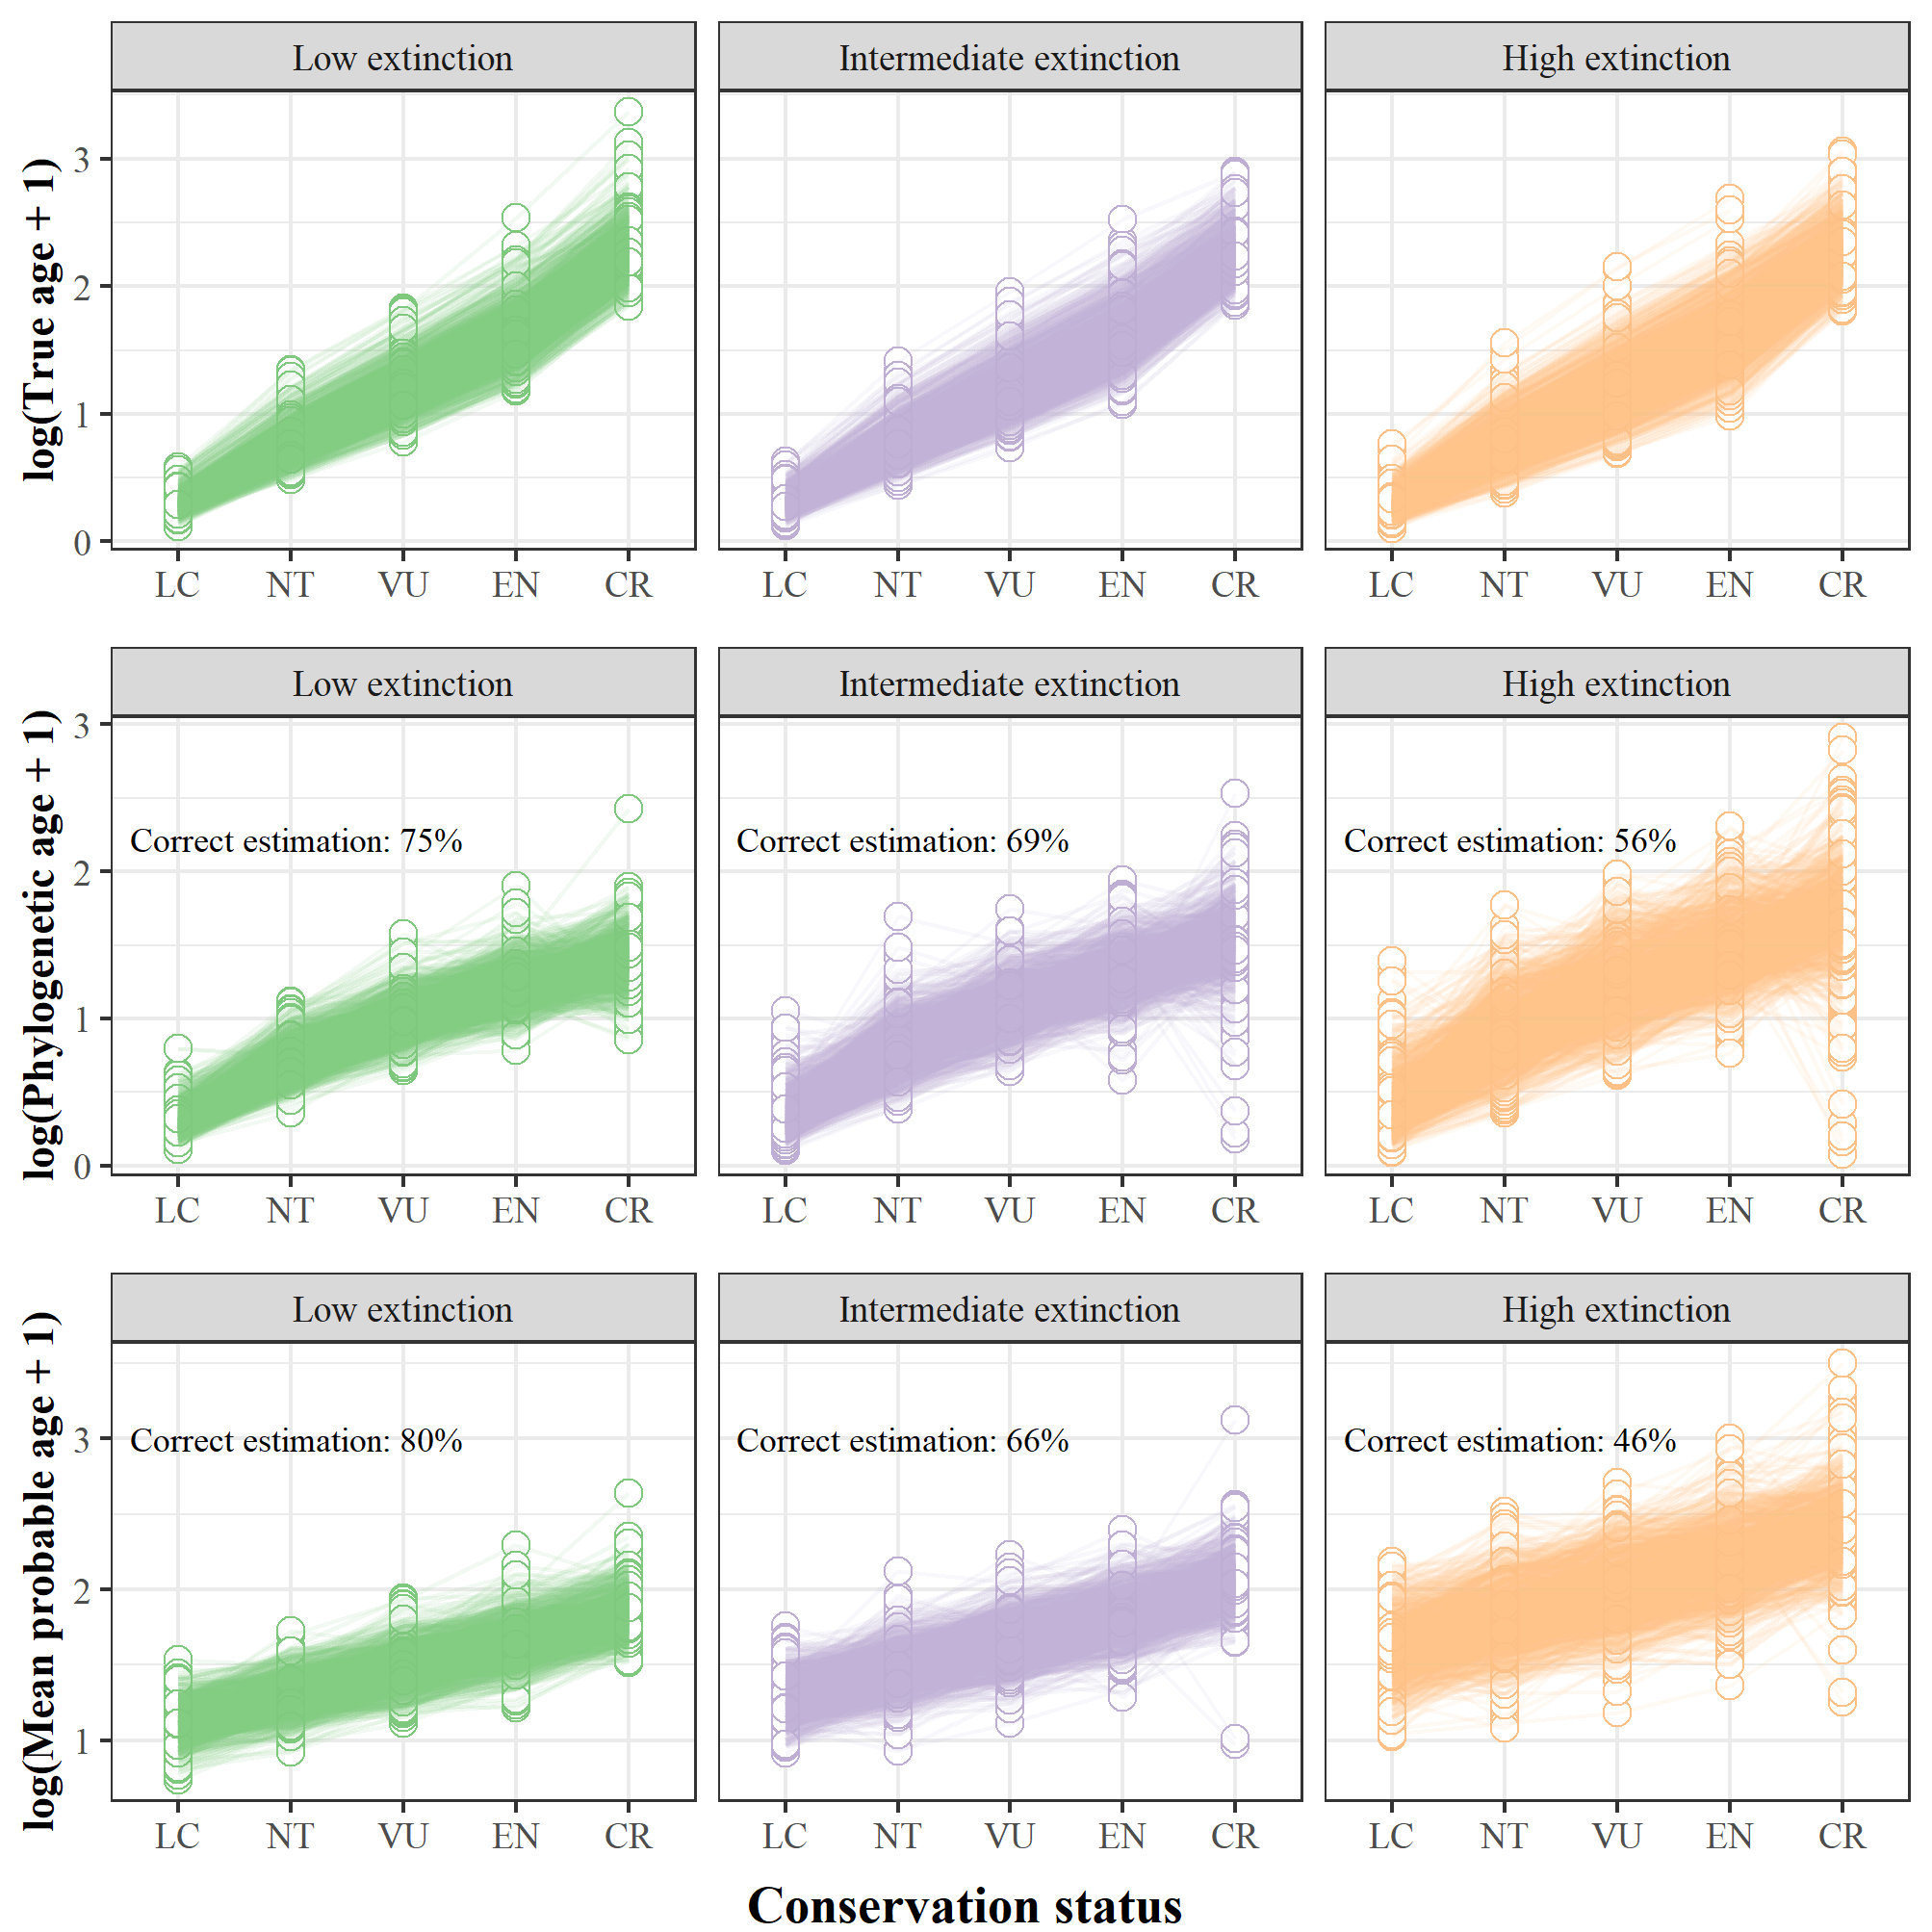 Low extinction
Intermediate extinction
High extinction
log(True age + 1)
3
2
1
0
LC NT VU EN CR
LC NT VU EN CR
LC NT VU EN CR
Low extinction
Intermediate extinction
High extinction
log(Phylogenetic age + 1)
3
2
1
0
Correct estimation: 75%
Correct estimation: 69%
Correct estimation: 56%
LC NT VU EN CR
LC NT VU EN CR
LC NT VU EN CR
Low extinction
Intermediate extinction
High extinction
log(Mean probable age + 1)
3
2
1
Correct estimation: 80%
Correct estimation: 66%
Correct estimation: 46%
LC NT VU EN CR
LC NT VU EN CR
LC NT VU EN CR
Conservation status